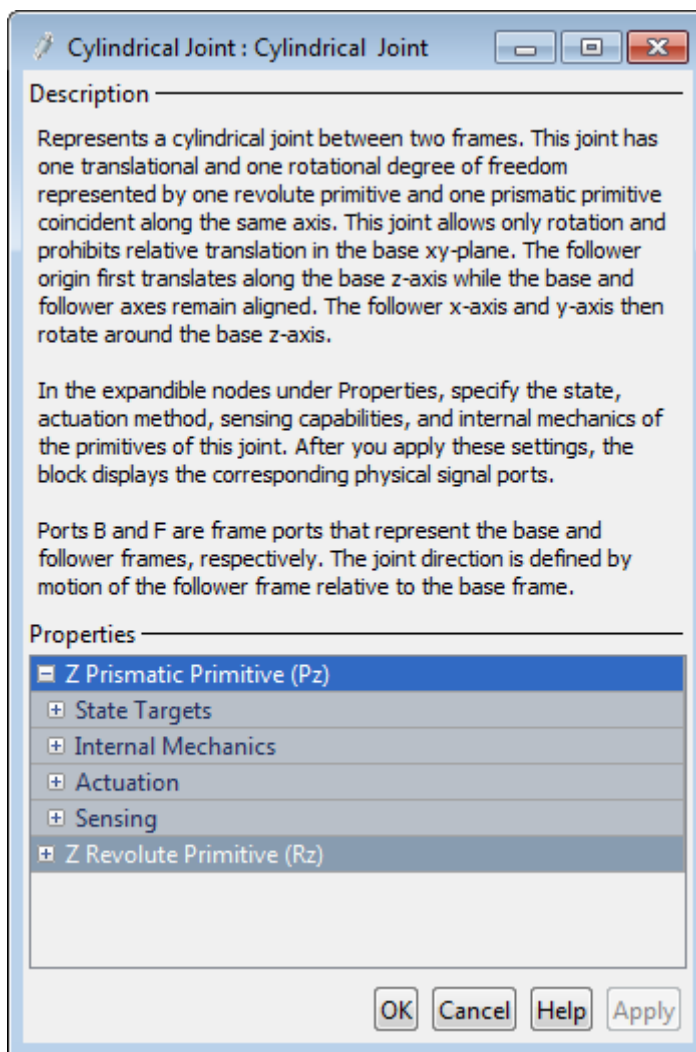 Cylindrical Joint : Cylindrical Joint
Description
Represents a cylindrical joint between two frames. This joint has
one translational and one rotational degree of freedom
represented by one revolute primitive and one prismatic primitive
coincident along the same axis. This joint allows only rotation and
prohibits relative translation in the base xy-plane. The follower
origin first translates along the base z-axis while the base and
follower axes remain aligned. The follower x-axis and y-axis then
rotate around the base z-axis.
In the expandible nodes under Properties, specify the state,
actuation method, sensing capabilities, and internal mechanics of
the primitives of this joint. After you apply these settings, the
block displays the corresponding physical signal ports.
Ports B and F are frame ports that represent the base and
follower frames, respectively. The joint direction is defined by
motion of the follower frame relative to the base frame.
Properties
Z Prismatic Primitive (Pz)
State Targets
Internal Mechanics
Actuation
Sensing
Z Revolute Primitive (Rz)
OK Cancel Help Apply